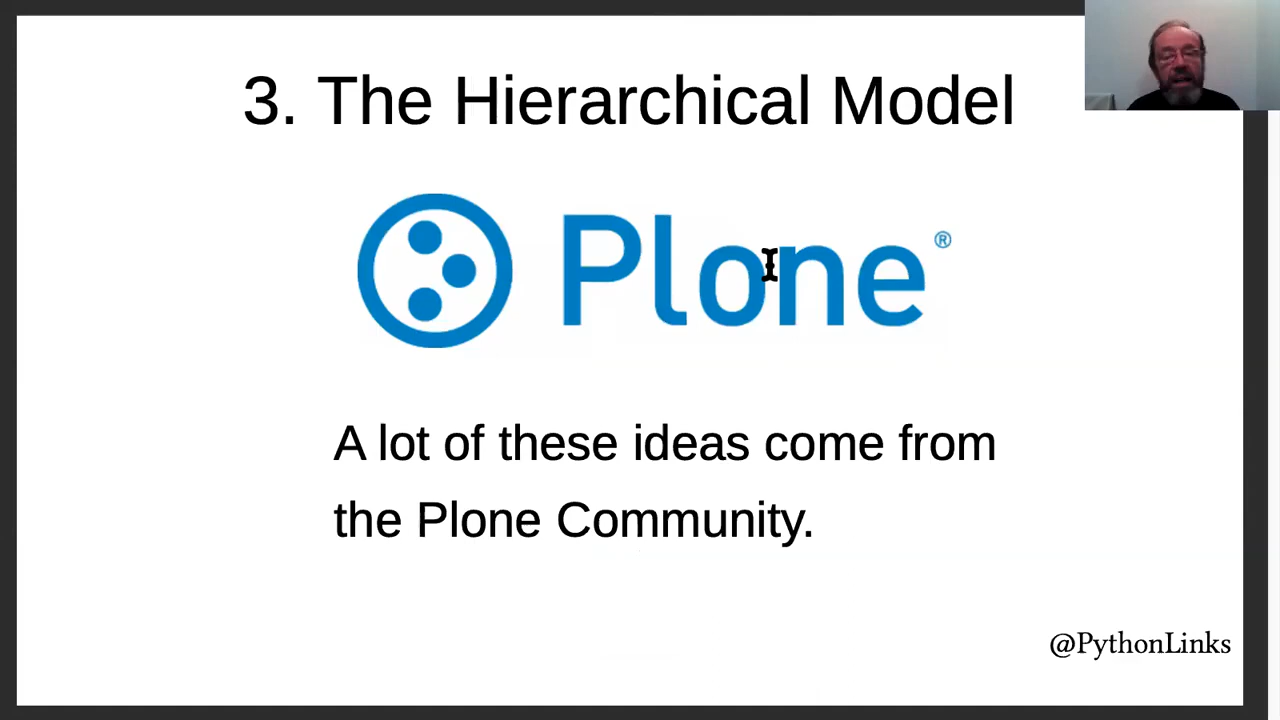 3. The Hierarchical Model
Plone®
A lot of these ideas come from
the Plone Community.
@PythonLinks